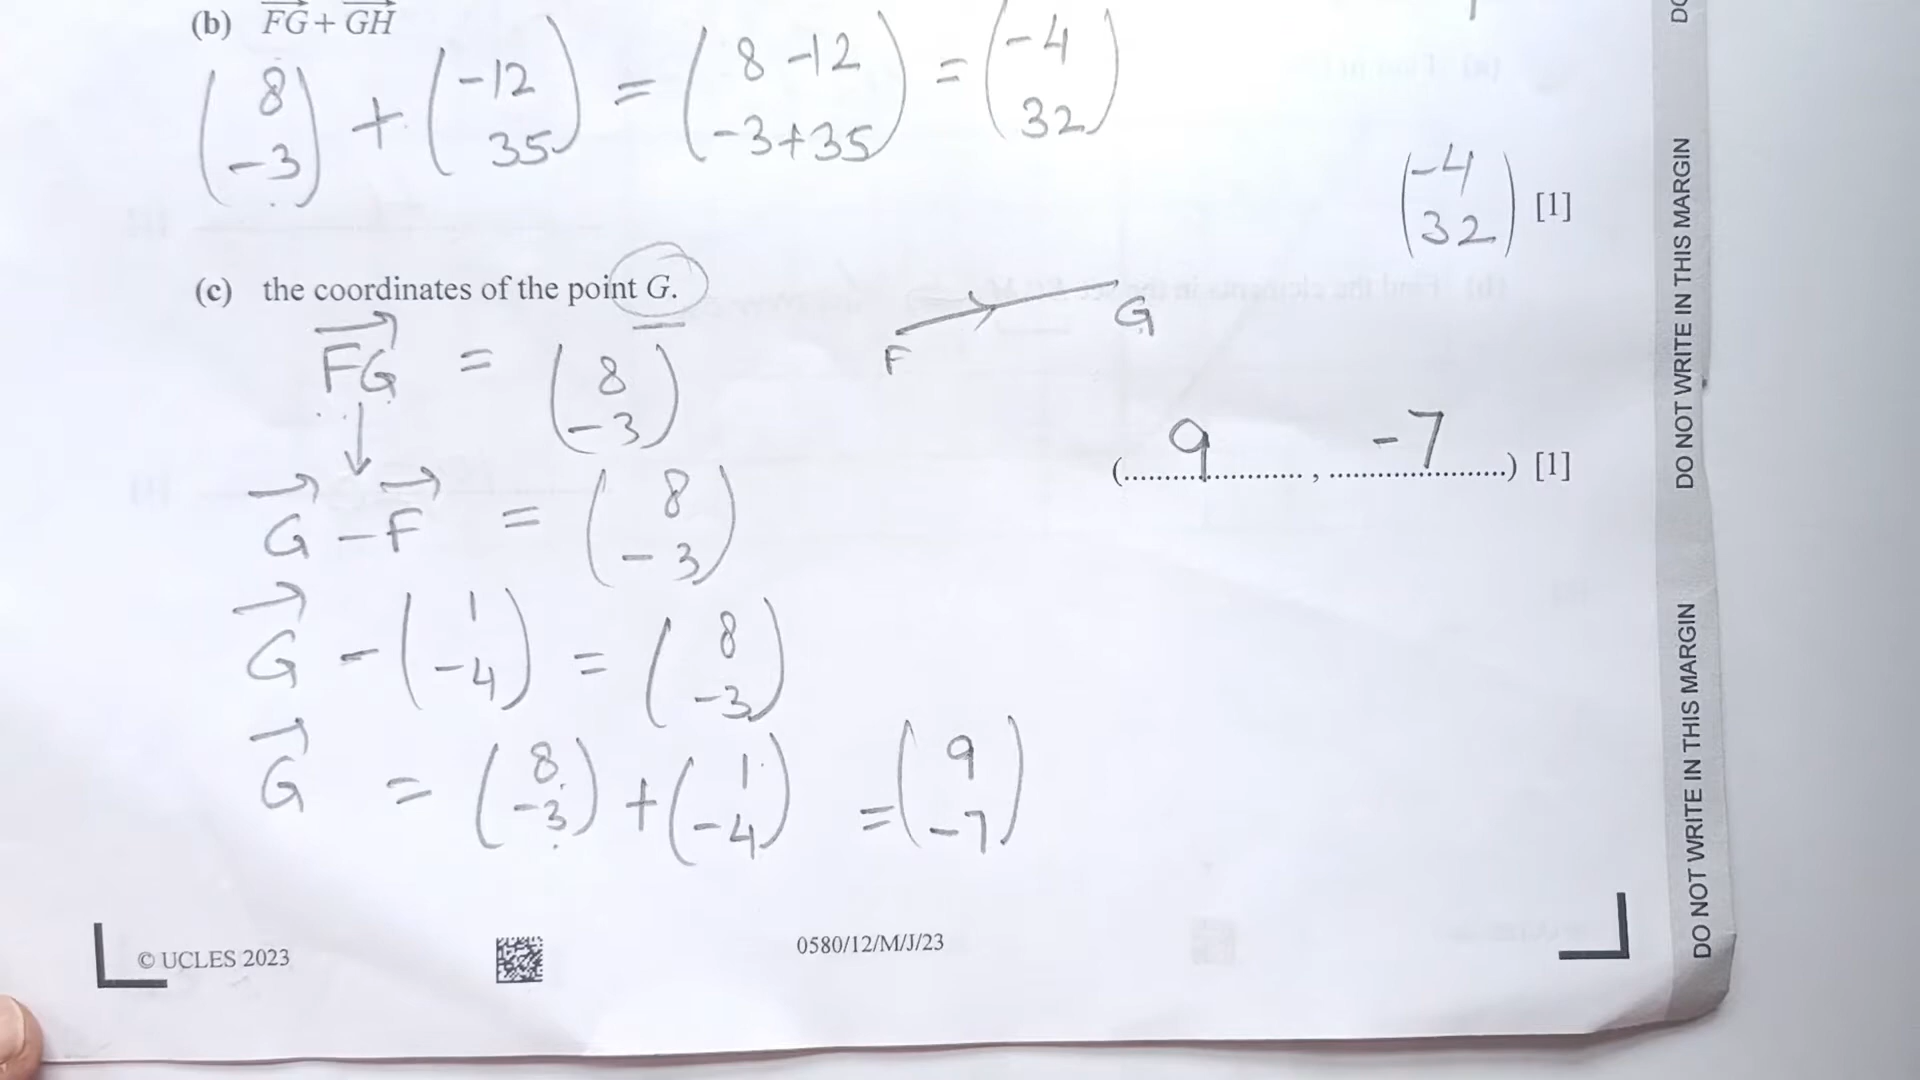 (b) FG + GH
( 8 -3 ) + ( -12 35 ) = ( 8 -12 -3+35 ) = ( -4 32 )
( -4 32 ) [1]
(c) the coordinates of the point G.
FG = ( 8 -3 )
F G
( 9 , -7 ) [1]
G - F = ( 8 -3 )
G - ( 1 -4 ) = ( 8 -3 )
G = ( 8 -3 ) + ( 1 -4 ) = ( 9 -7 )
© UCLES 2023
0580/12/M/J/23
DO NOT WRITE IN THIS MARGIN
DO NOT WRITE IN THIS MARGIN
DO